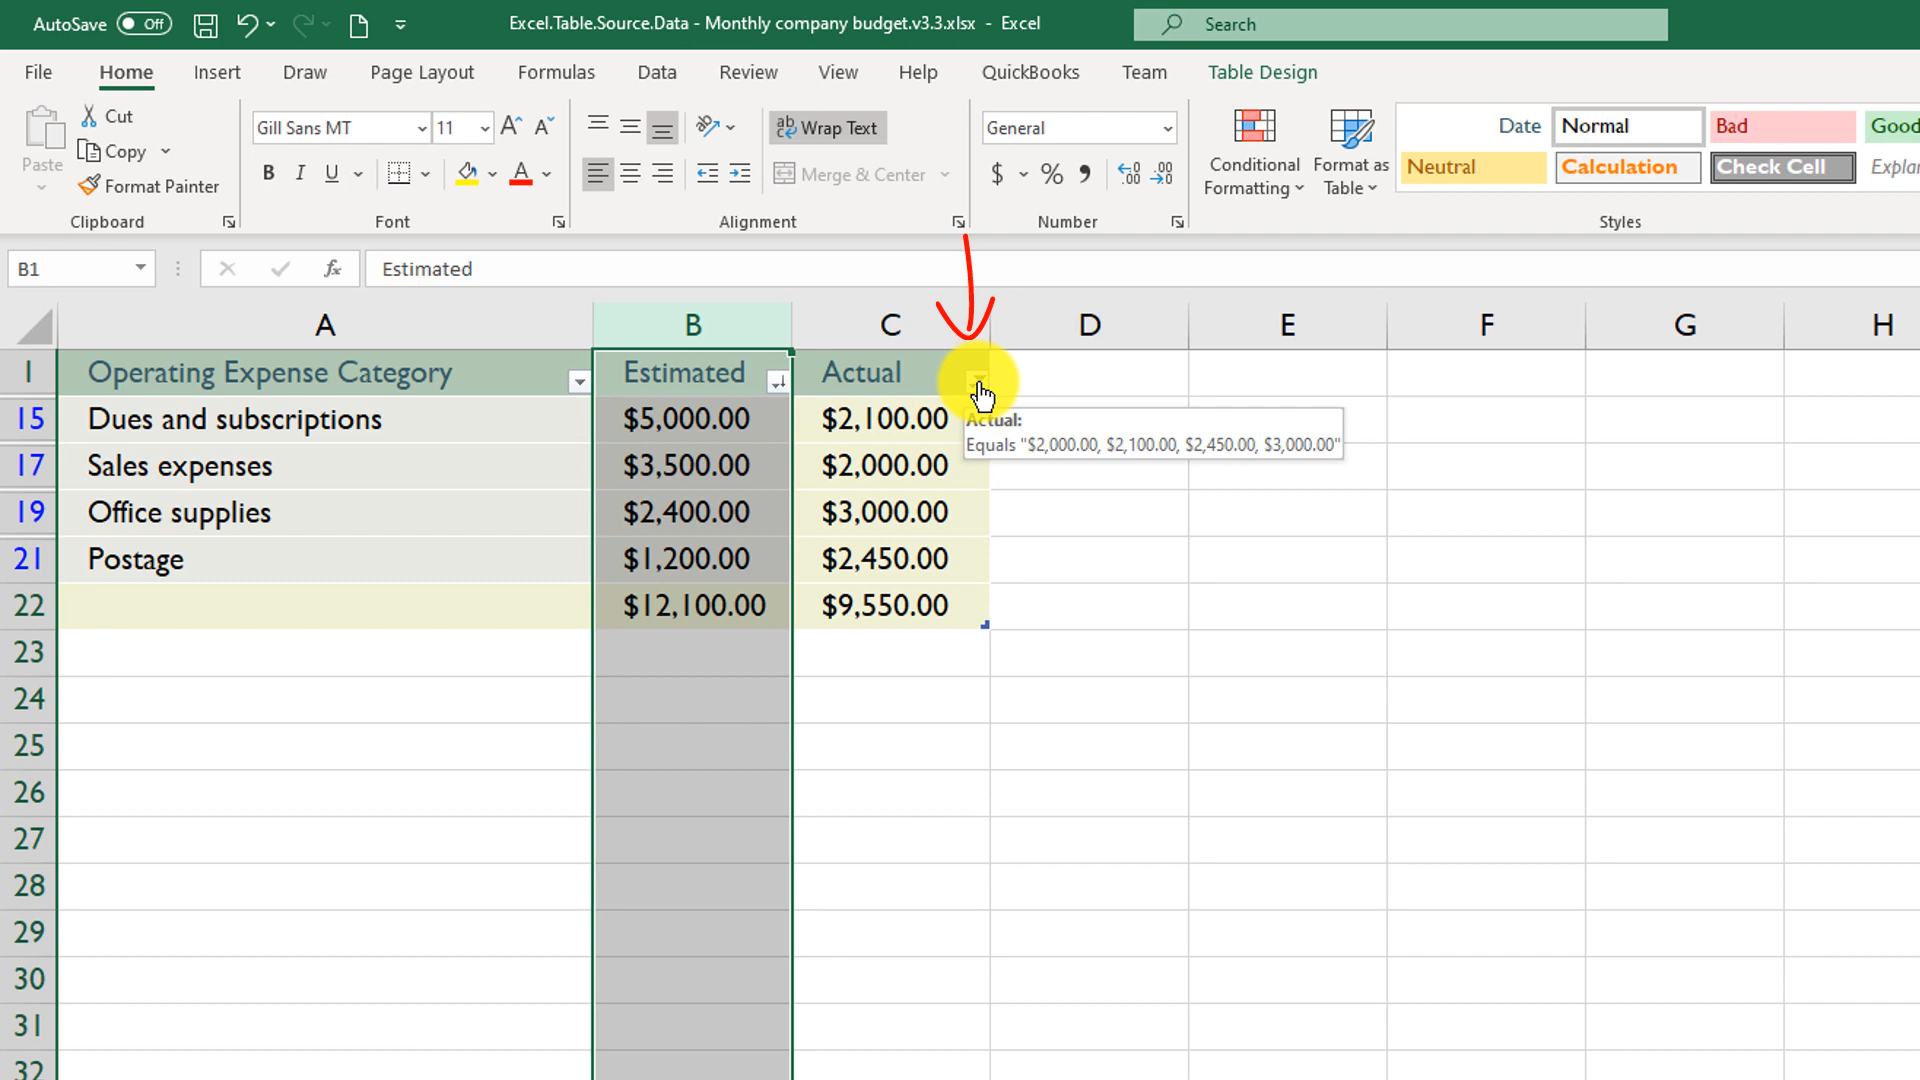 AutoSave Off Excel.Table.Source.Data - Monthly company budget.v3.3.xlsx - Excel Search
File Home Insert Draw Page Layout Formulas Data Review View Help QuickBooks Team Table Design
Paste
Cut
Copy
Format Painter
Clipboard
Gill Sans MT 11 A^ A˅
B I U A
Font
ab Wrap Text
Merge & Center
Alignment
General
$ % , .00 .00
Number
Conditional Formatting
Format as Table
Date Normal Bad Good
Neutral Calculation Check Cell
Styles
B1 fx Estimated
A B C D E F G H
1 Operating Expense Category Estimated Actual
15 Dues and subscriptions $5,000.00 $2,100.00
Actual:
Equals "$2,000.00, $2,100.00, $2,450.00, $3,000.00"
17 Sales expenses $3,500.00 $2,000.00
19 Office supplies $2,400.00 $3,000.00
21 Postage $1,200.00 $2,450.00
22 $12,100.00 $9,550.00
23
24
25
26
27
28
29
30
31
32